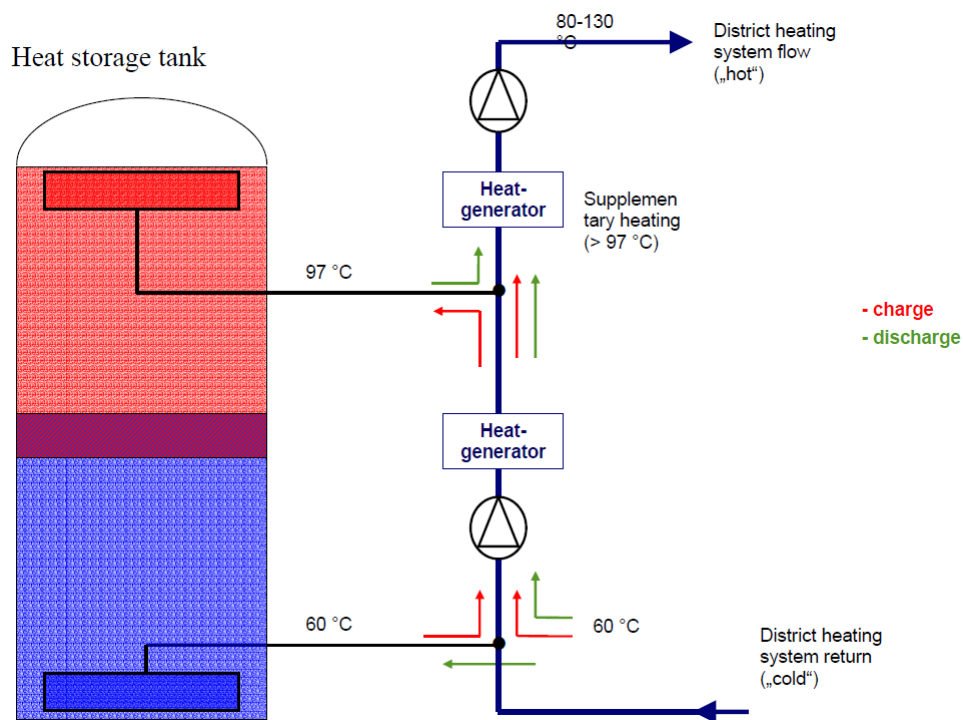 80-130
°C
District heating
system flow
(„hot“)
Heat storage tank
Heat-
generator
Supplemen
tary heating
(> 97 °C)
97 °C
- charge
- discharge
Heat-
generator
60 °C
60 °C
District heating
system return
(„cold“)